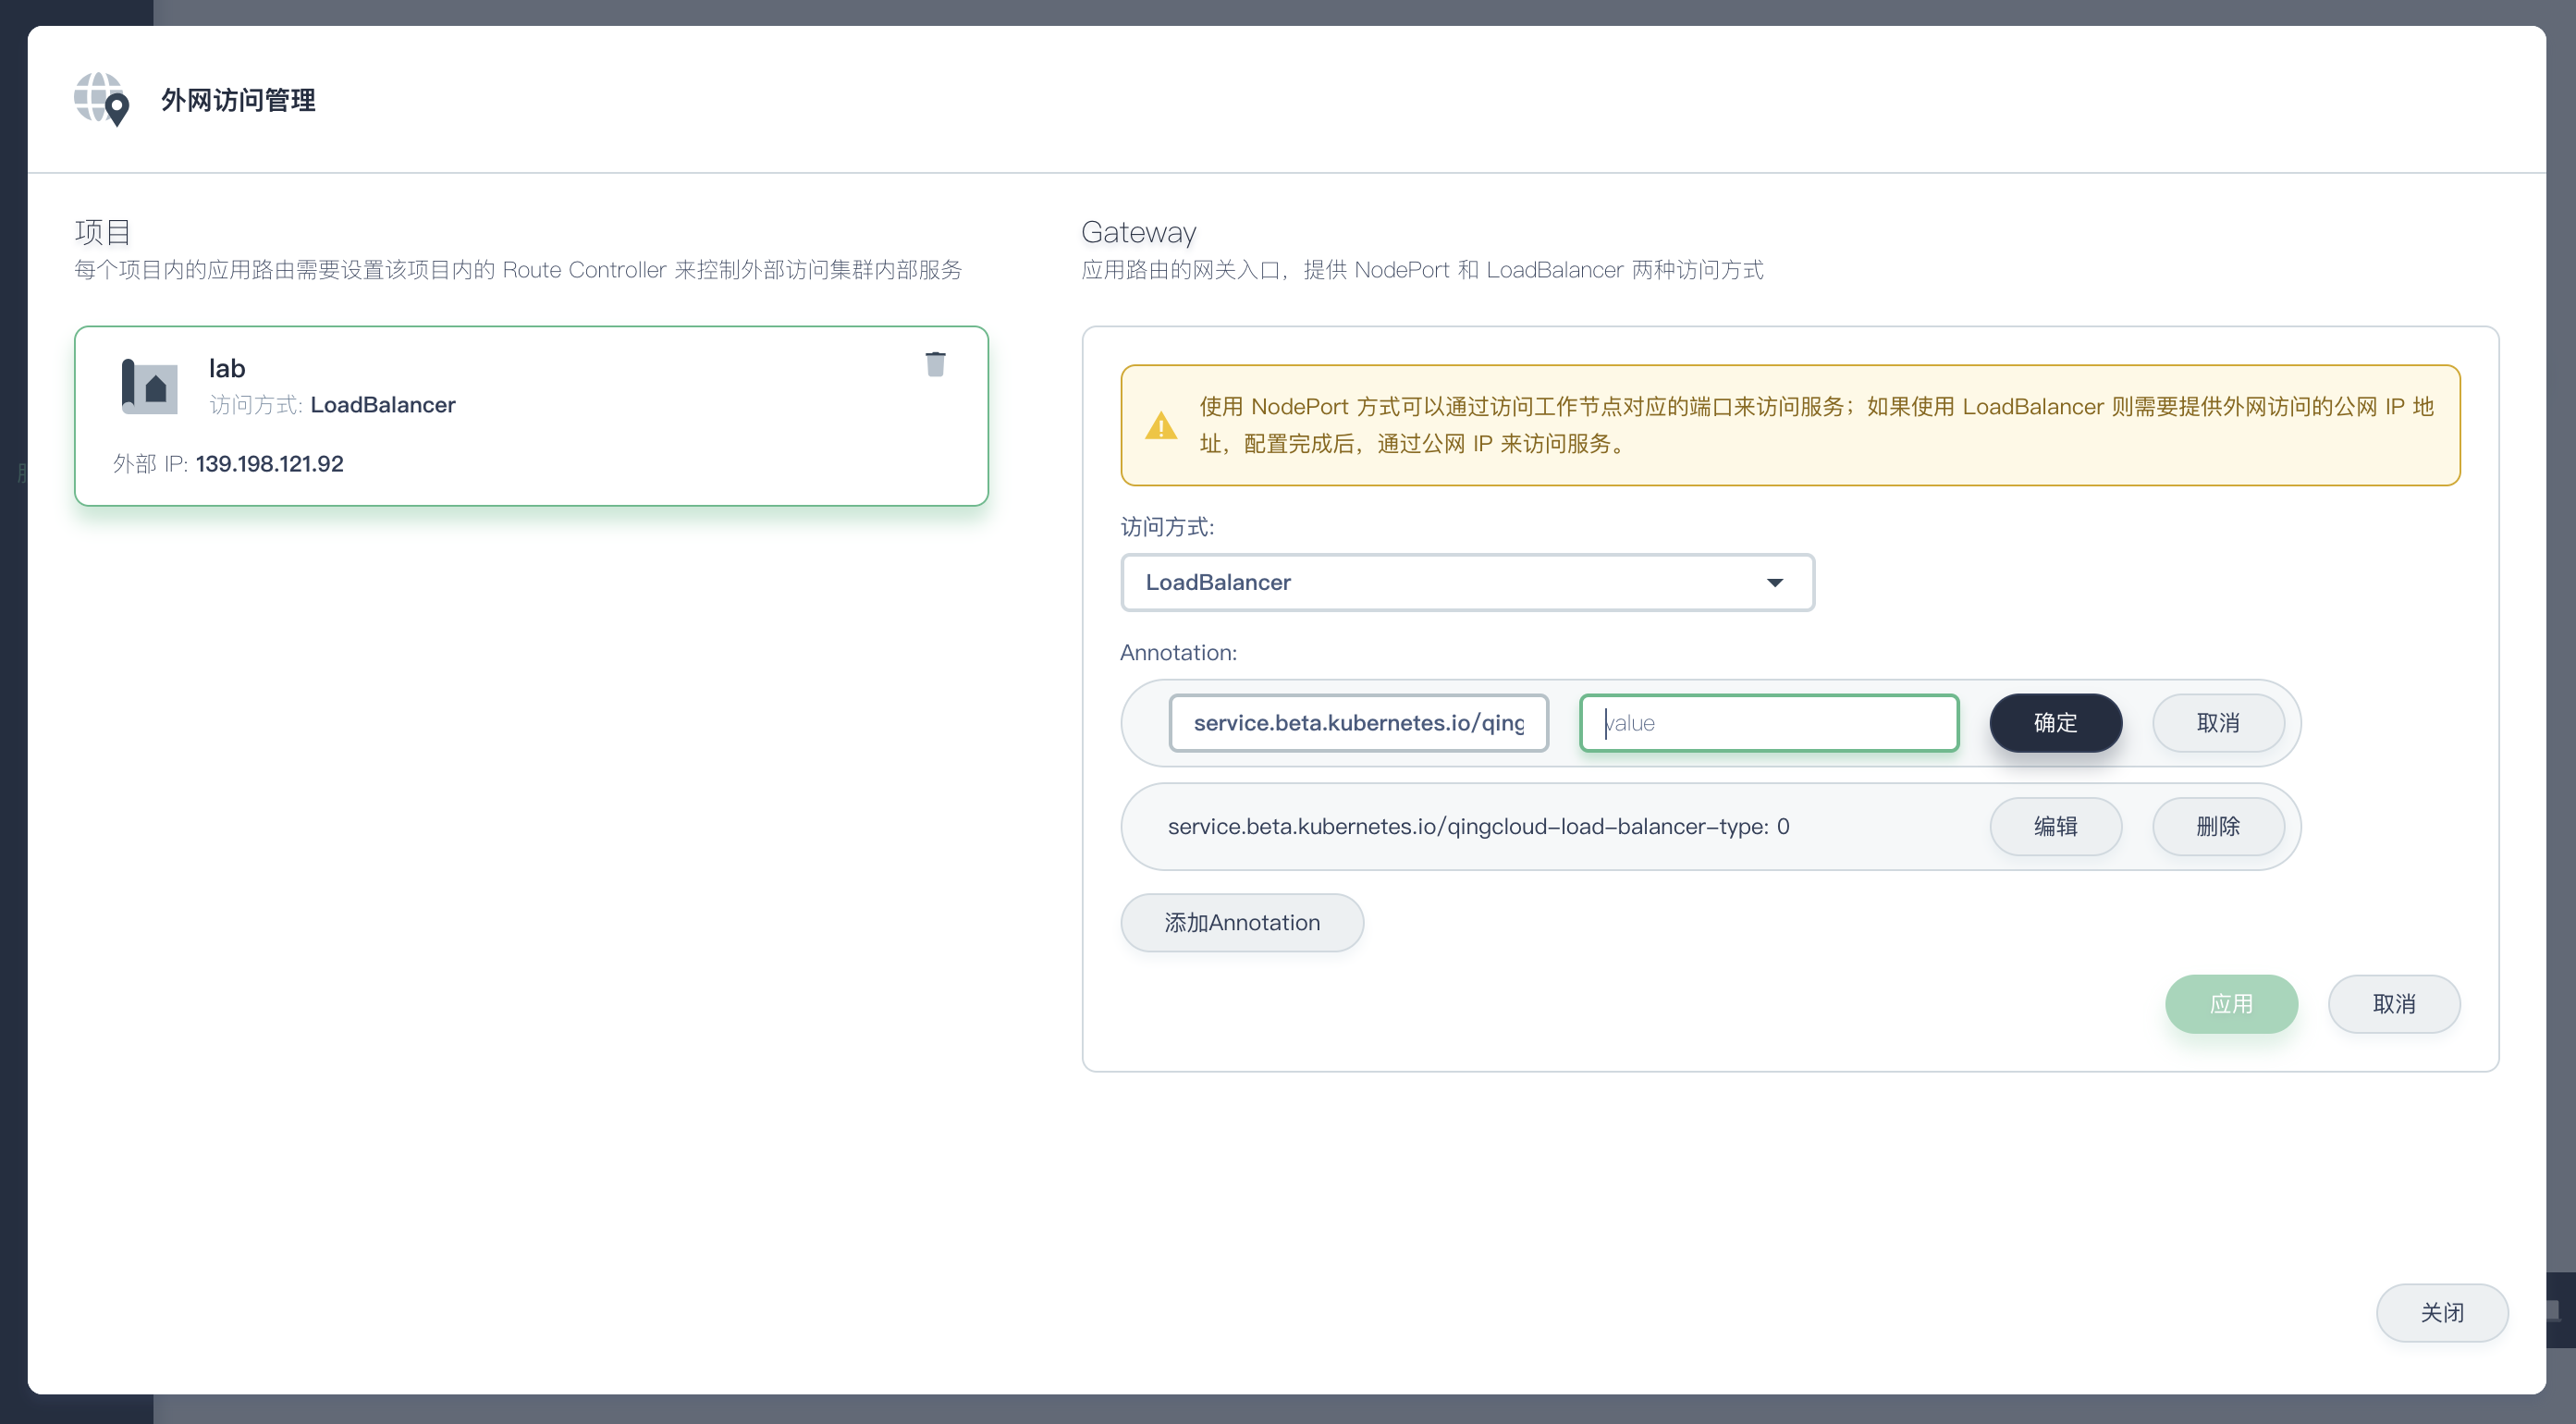 外网访问管理
项目
每个项目内的应用路由需要设置该项目内的 Route Controller 来控制外部访问集群内部服务
lab
访问方式: LoadBalancer
外部 IP: 139.198.121.92
Gateway
应用路由的网关入口，提供 NodePort 和 LoadBalancer 两种访问方式
使用 NodePort 方式可以通过访问工作节点对应的端口来访问服务；如果使用 LoadBalancer 则需要提供外网访问的公网 IP 地
址，配置完成后，通过公网 IP 来访问服务。
访问方式:
LoadBalancer
Annotation:
service.beta.kubernetes.io/qing value 确定 取消
service.beta.kubernetes.io/qingcloud-load-balancer-type: 0 编辑 删除
添加Annotation
应用 取消
关闭